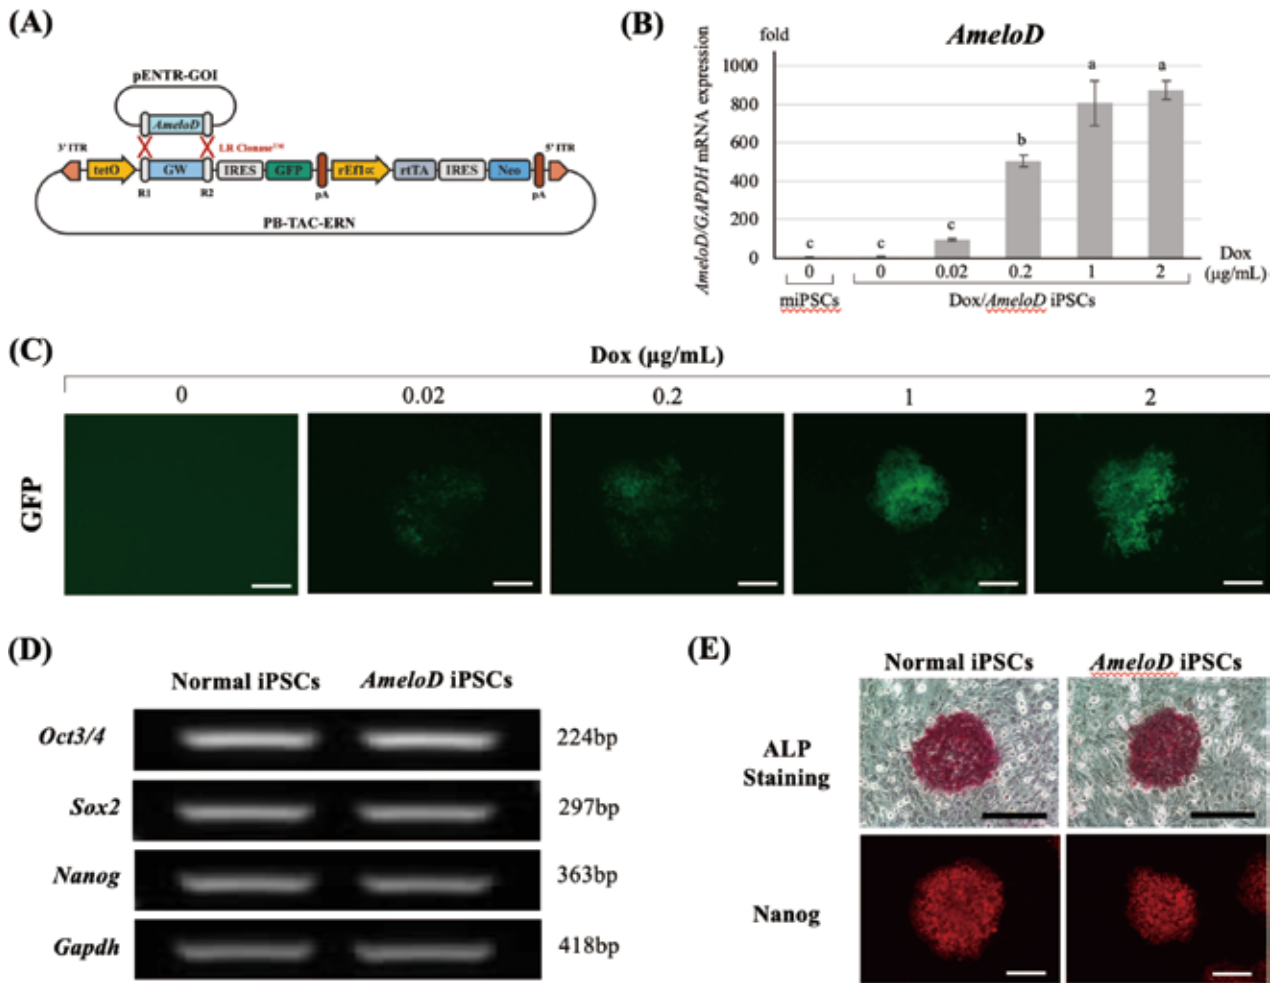 (A)
pENTR-GOI
AmeloD
LR Clonase™
3' ITR
5' ITR
tetO
GW
IRES
GFP
rEf1α
rtTA
IRES
Neo
R1
R2
pA
pA
PB-TAC-ERN
(B)
fold
AmeloD
AmeloD/GAPDH mRNA expression
1000
800
600
400
200
0
c
c
c
b
a
a
0
0
0.02
0.2
1
2
Dox
(μg/mL)
miPSCs
Dox/AmeloD iPSCs
(C)
Dox (μg/mL)
0
0.02
0.2
1
2
GFP
(D)
Normal iPSCs
AmeloD iPSCs
Oct3/4
224bp
Sox2
297bp
Nanog
363bp
Gapdh
418bp
(E)
Normal iPSCs
AmeloD iPSCs
ALP
Staining
Nanog